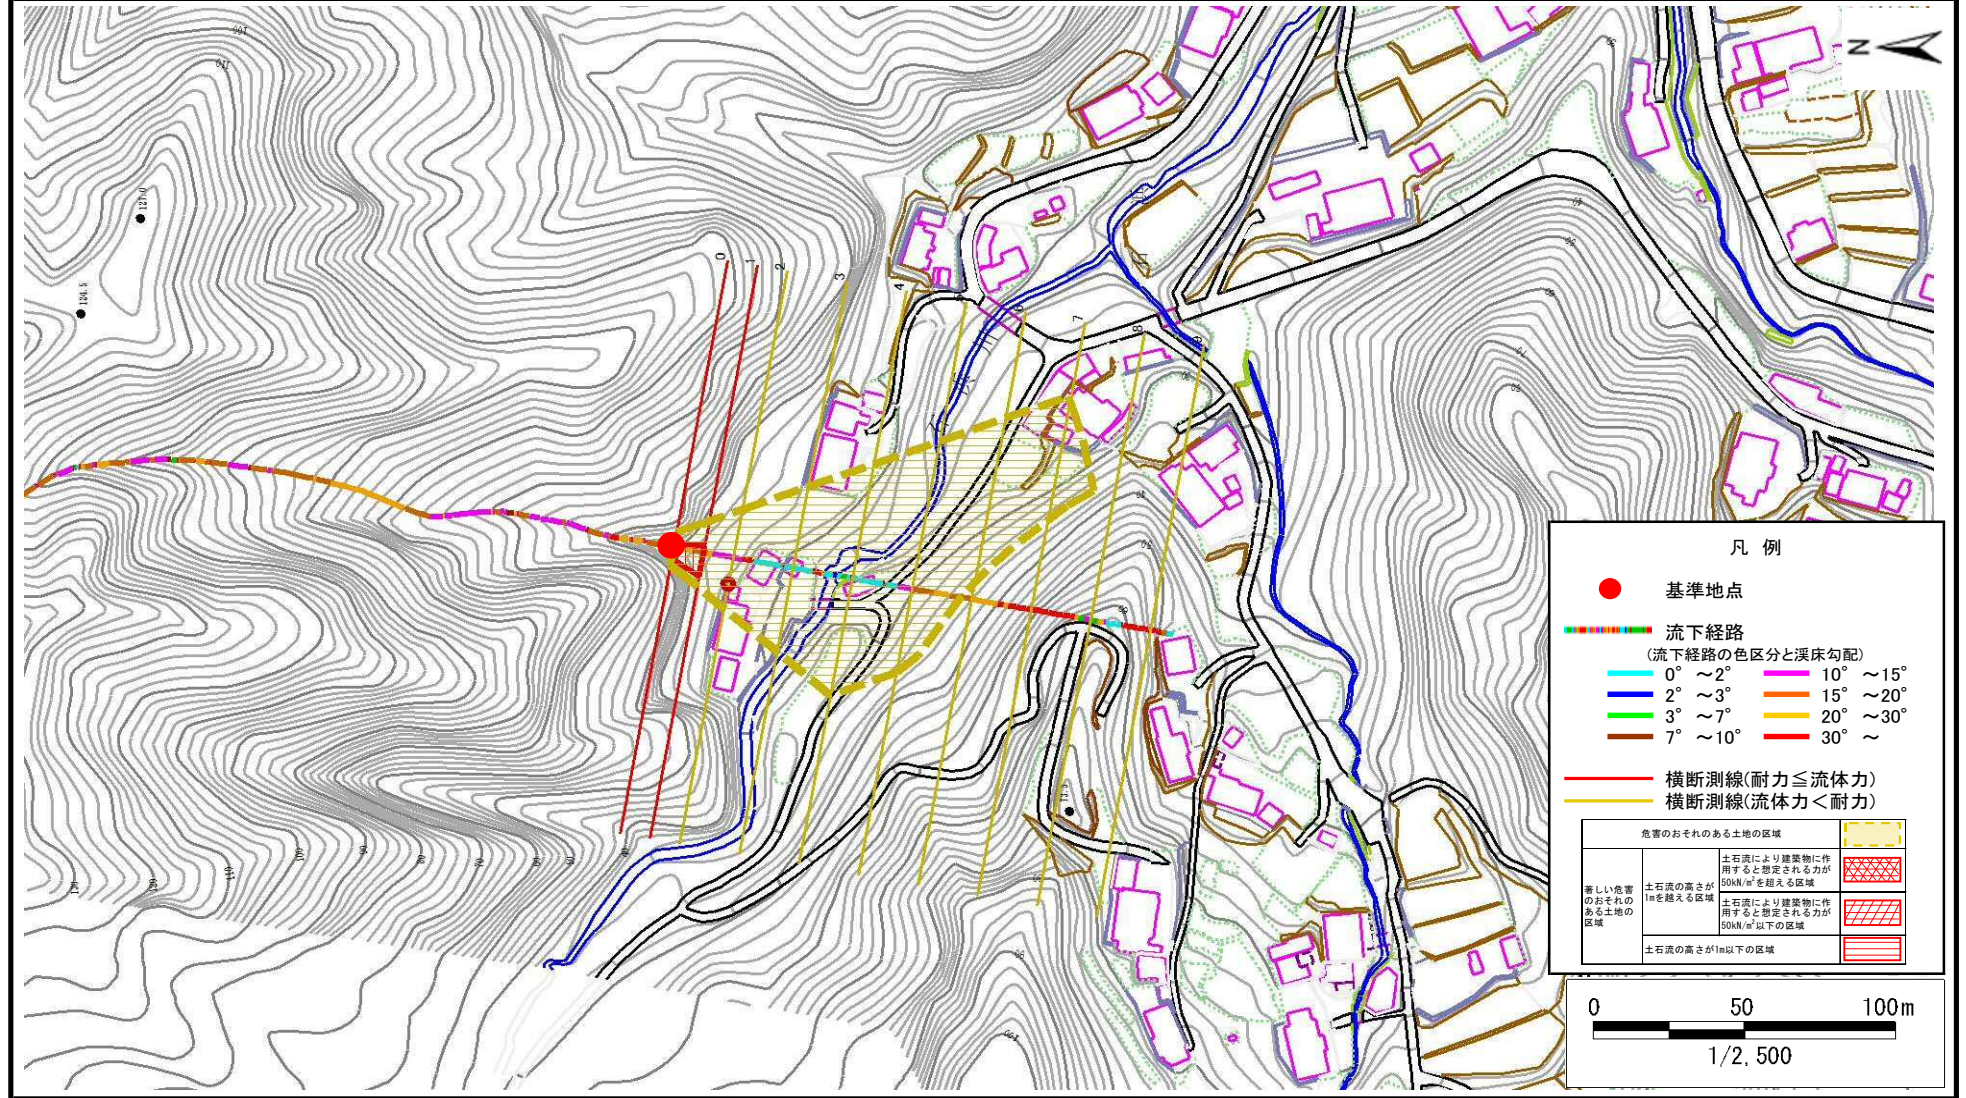 N
100
110
127.0
124.5
0
1
2
3
4
5
6
7
8
9
凡 例
基準地点
流下経路
(流下経路の色区分と渓床勾配)
0° ～2°
10° ～15°
2° ～3°
15° ～20°
3° ～7°
20° ～30°
7° ～10°
30° ～
横断測線(耐力≦流体力)
横断測線(流体力＜耐力)
危害のおそれのある土地の区域
著しい危害
のおそれの
ある土地の
区域
土石流の高さが
1mを越える区域
土石流により建築物に作
用すると想定される力が
50kN/m²を超える区域
土石流により建築物に作
用すると想定される力が
50kN/m²以下の区域
土石流の高さが1m以下の区域
0 50 100m
1/2,500